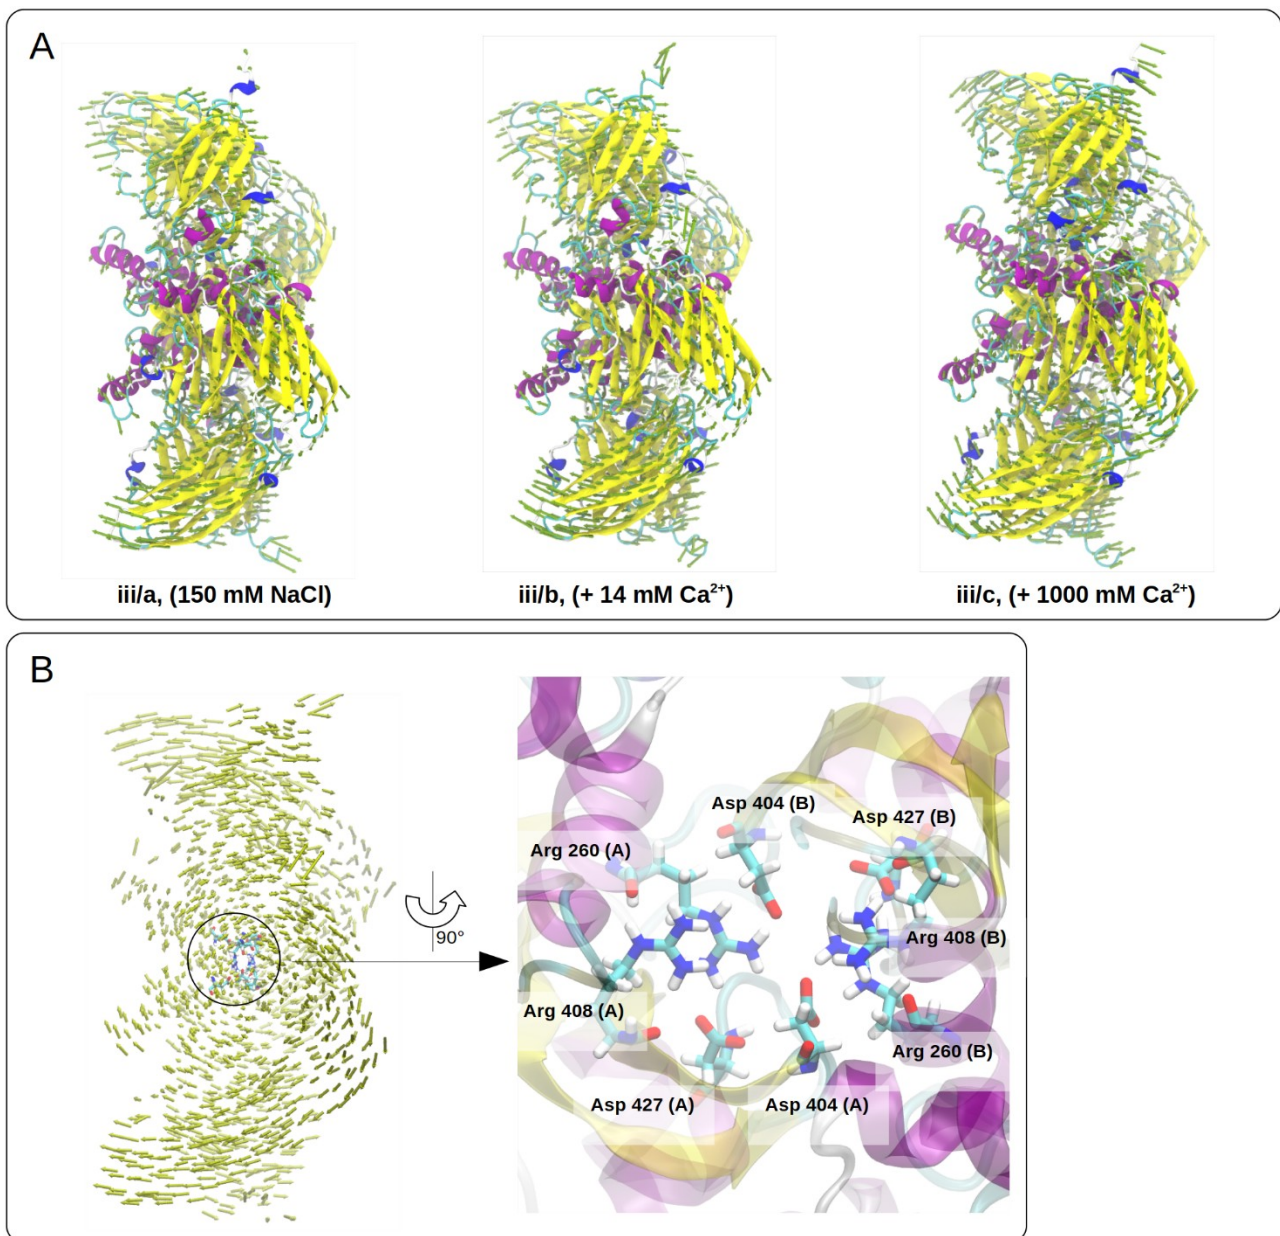 A
iii/a, (150 mM NaCl)
iii/b, (+ 14 mM Ca²⁺)
iii/c, (+ 1000 mM Ca²⁺)
B
90°
Asp 404 (B)
Asp 427 (B)
Arg 260 (A)
Arg 408 (B)
Arg 408 (A)
Arg 260 (B)
Asp 427 (A)
Asp 404 (A)